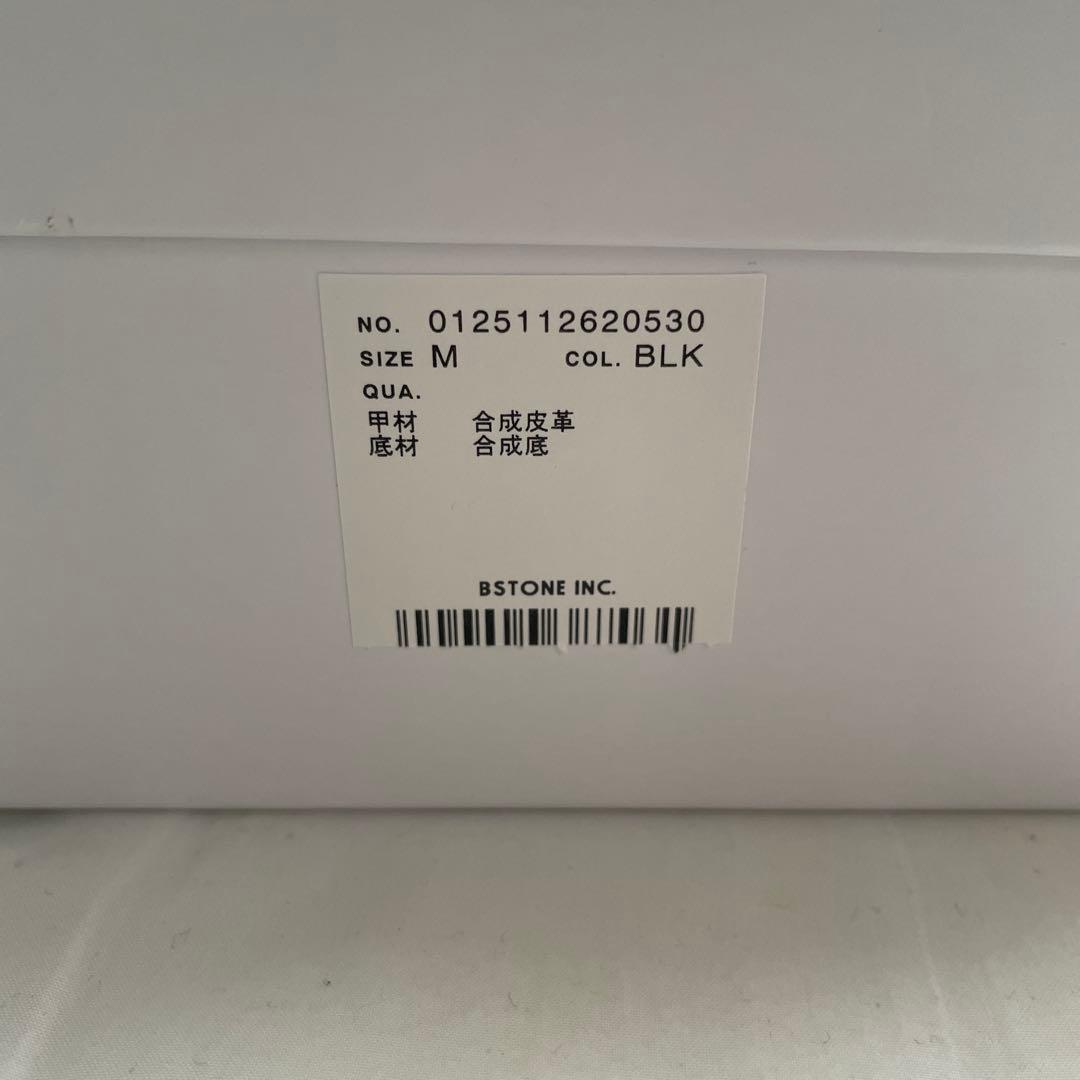 NO. 0125112620530
SIZE M COL. BLK
QUA.
甲材 合成皮革
底材 合成底
BSTONE INC.